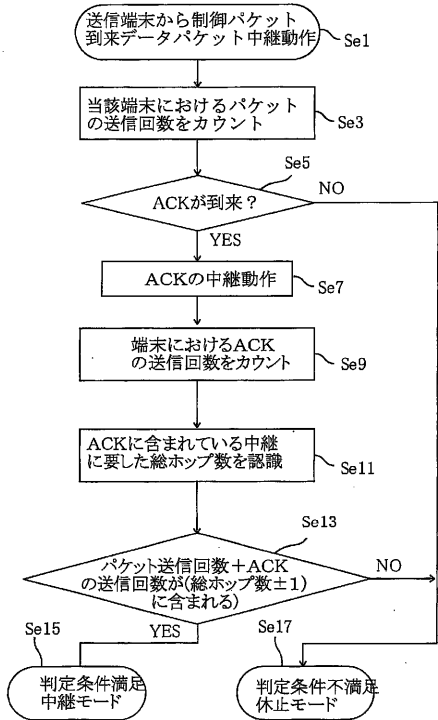 送信端末から制御パケット
到来データパケット中継動作
Se1
当該端末におけるパケット
の送信回数をカウント
Se3
Se5
ACKが到来？
NO
YES
ACKの中継動作
Se7
端末におけるACK
の送信回数をカウント
Se9
ACKに含まれている中継
に要した総ホップ数を認識
Se11
Se13
パケット送信回数＋ACK
の送信回数が(総ホップ数±1)
に含まれる)
NO
YES
Se15
Se17
判定条件満足
中継モード
判定条件不満足
休止モード